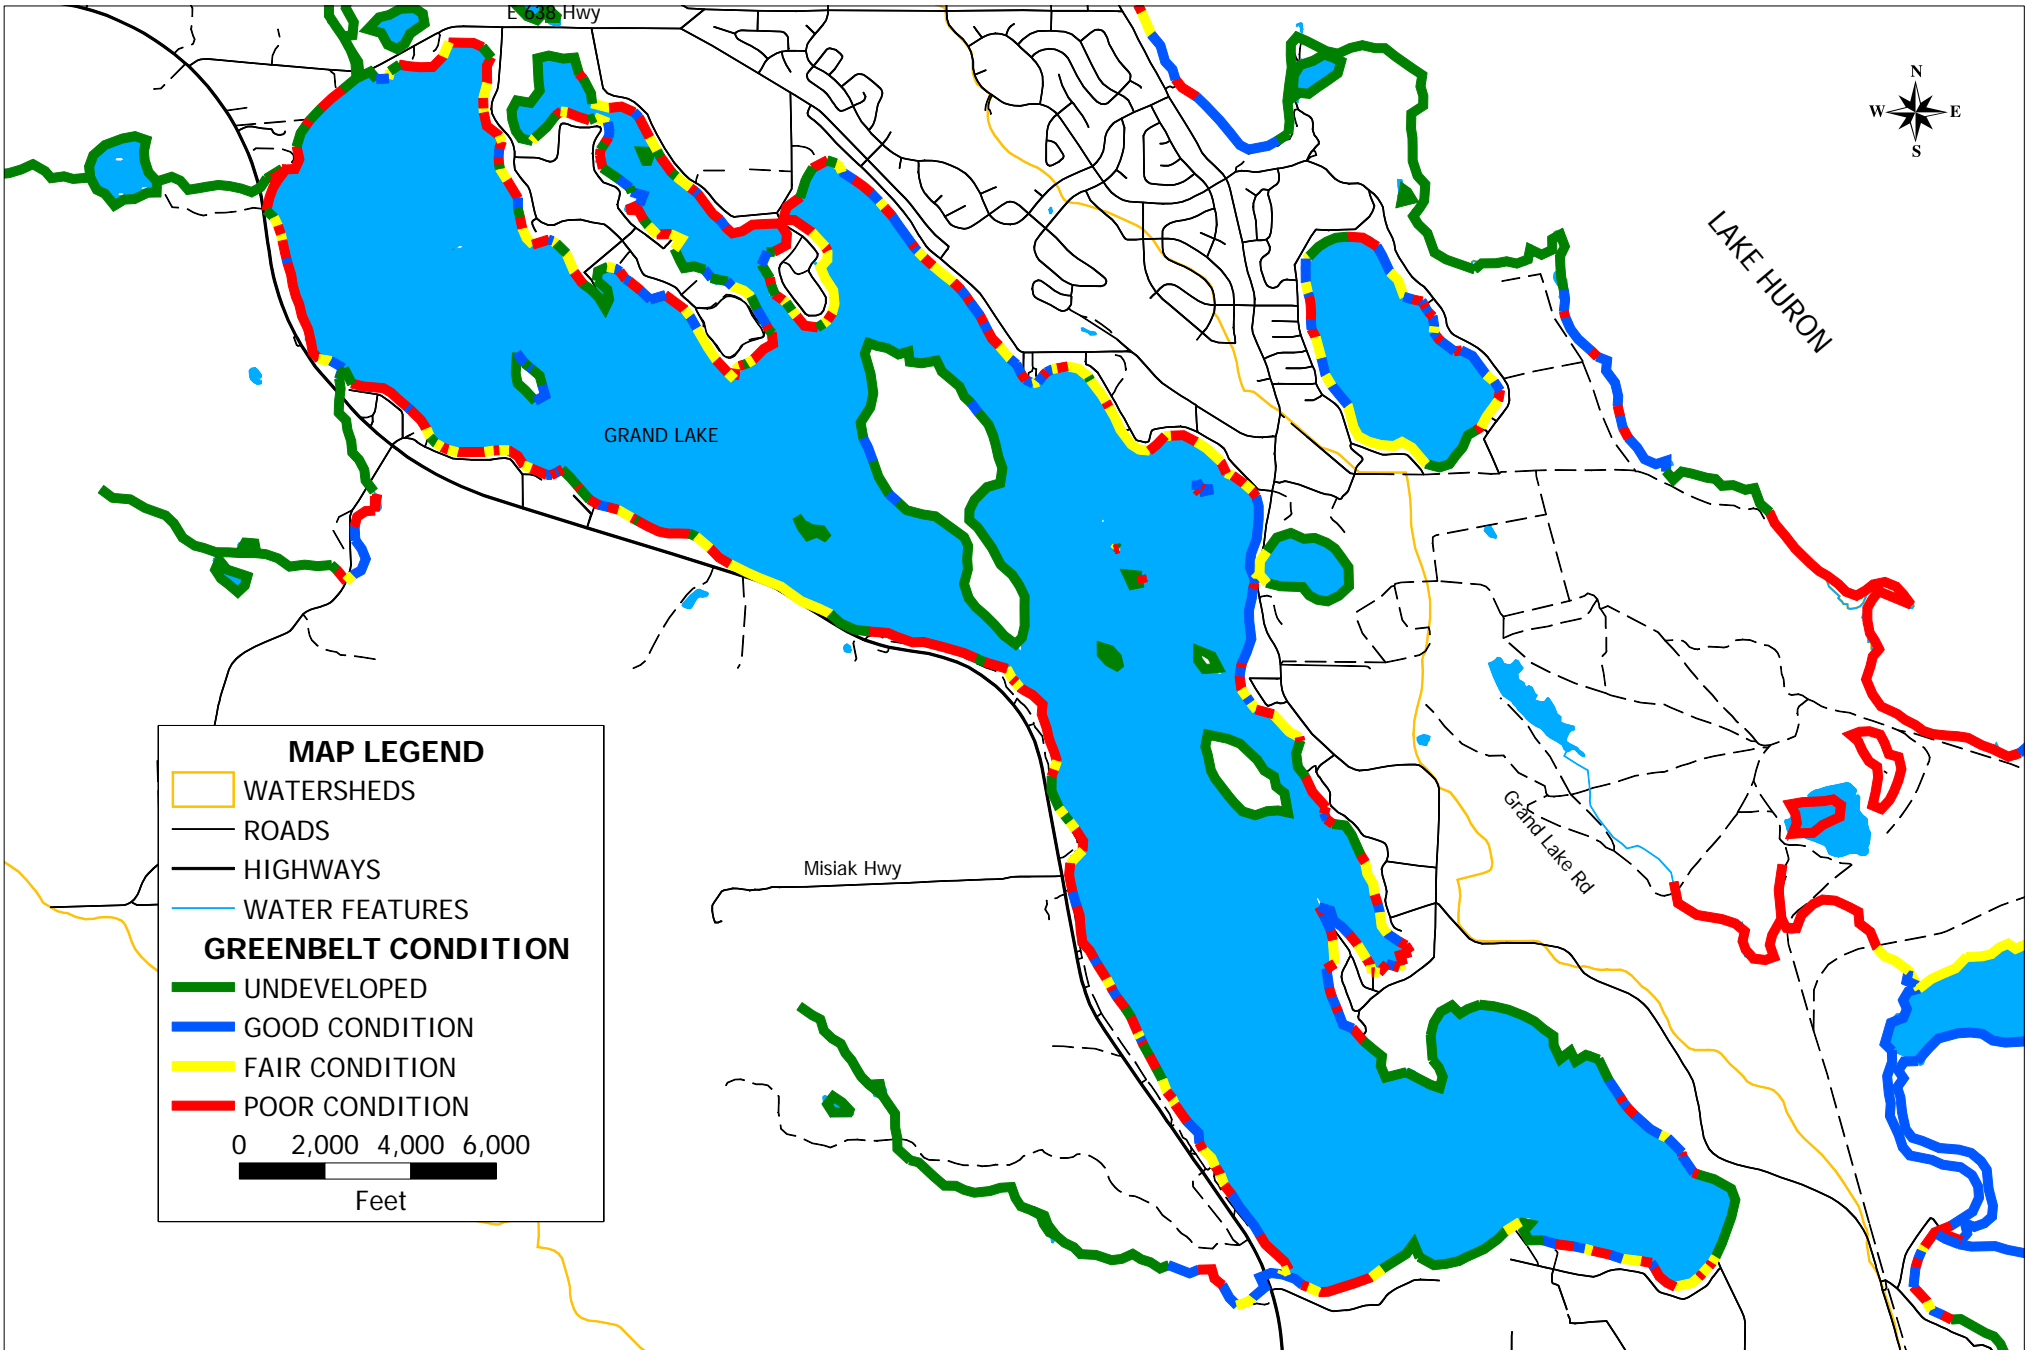 E 638 Hwy
N
W E
S
LAKE HURON
GRAND LAKE
Grand Lake Rd
Misiak Hwy
MAP LEGEND
WATERSHEDS
ROADS
HIGHWAYS
WATER FEATURES
GREENBELT CONDITION
UNDEVELOPED
GOOD CONDITION
FAIR CONDITION
POOR CONDITION
0 2,000 4,000 6,000
Feet